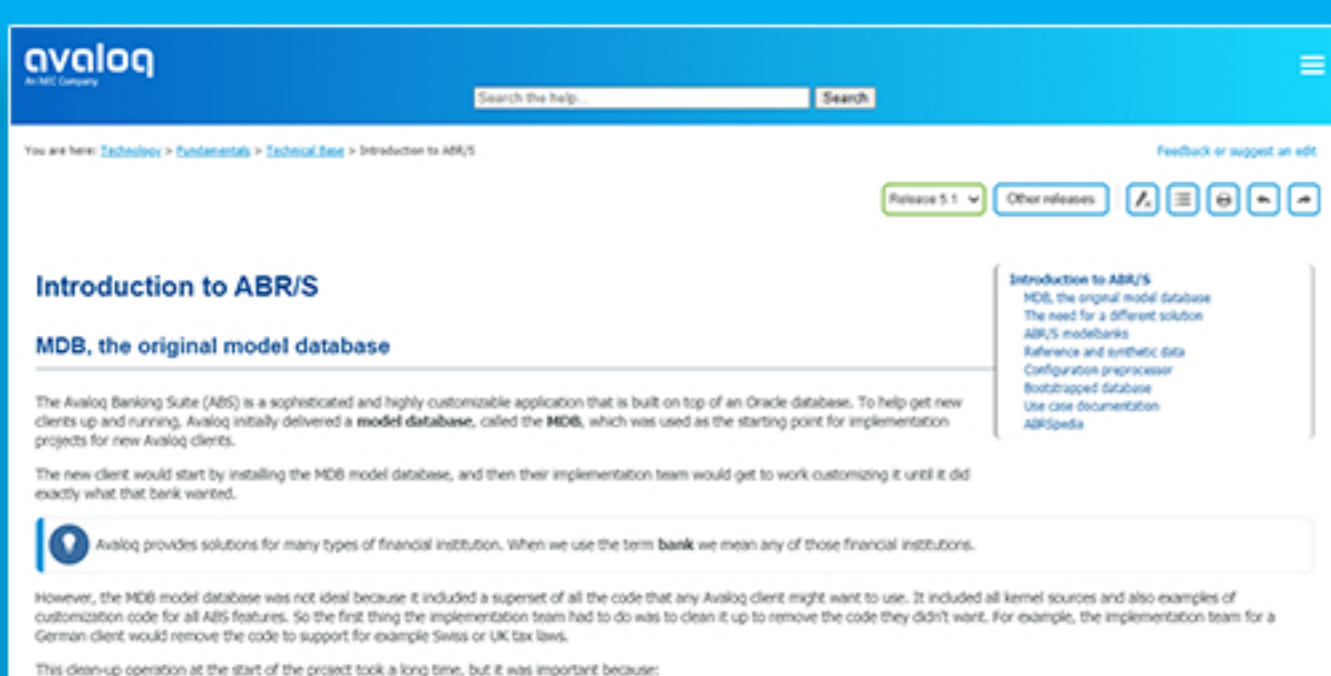 avaloq
An NEC Company
Search the help...
Search
You are here: Technology > Fundamentals > Technical Base > Introduction to ABR/S
Feedback or suggest an edit
Release 5.1
Other releases
Introduction to ABR/S
MDB, the original model database
The Avaloq Banking Suite (ABS) is a sophisticated and highly customizable application that is built on top of an Oracle database. To help get new
clients up and running, Avaloq initially delivered a model database, called the MDB, which was used as the starting point for implementation
projects for new Avaloq clients.
The new client would start by installing the MDB model database, and then their implementation team would get to work customizing it until it did
exactly what that bank wanted.
Avaloq provides solutions for many types of financial institution. When we use the term bank we mean any of those financial institutions.
However, the MDB model database was not ideal because it included a superset of all the code that any Avaloq client might want to use. It included all kernel sources and also examples of
customization code for all ABS features. So the first thing the implementation team had to do was to clean it up to remove the code they didn't want. For example, the implementation team for a
German client would remove the code to support for example Swiss or UK tax laws.
This clean-up operation at the start of the project took a long time, but it was important because:
Introduction to ABR/S
MDB, the original model database
The need for a different solution
ABR/S modelbanks
Reference and synthetic data
Configuration preprocessor
Bootstrapped database
Use case documentation
ABRSpedia